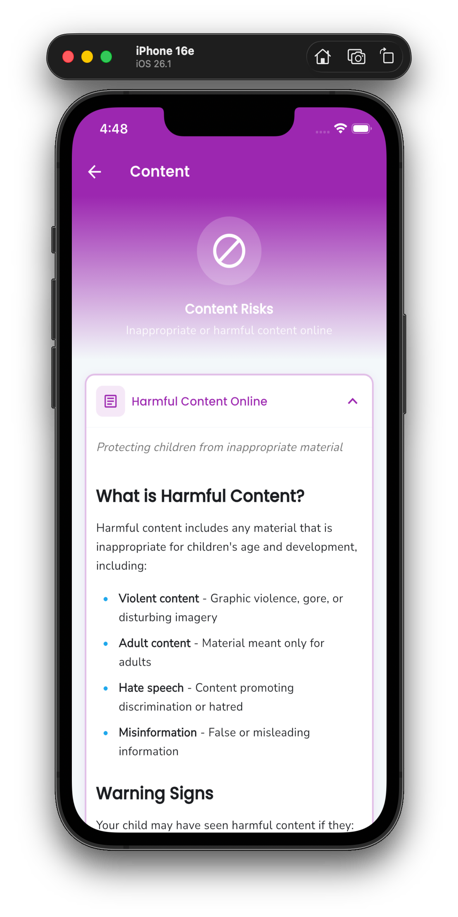 iPhone 16e
iOS 26.1
4:48
Content
Content Risks
Inappropriate or harmful content online
Harmful Content Online
Protecting children from inappropriate material
What is Harmful Content?
Harmful content includes any material that is
inappropriate for children's age and development,
including:
• Violent content - Graphic violence, gore, or
disturbing imagery
• Adult content - Material meant only for
adults
• Hate speech - Content promoting
discrimination or hatred
• Misinformation - False or misleading
information
Warning Signs
Your child may have seen harmful content if they: